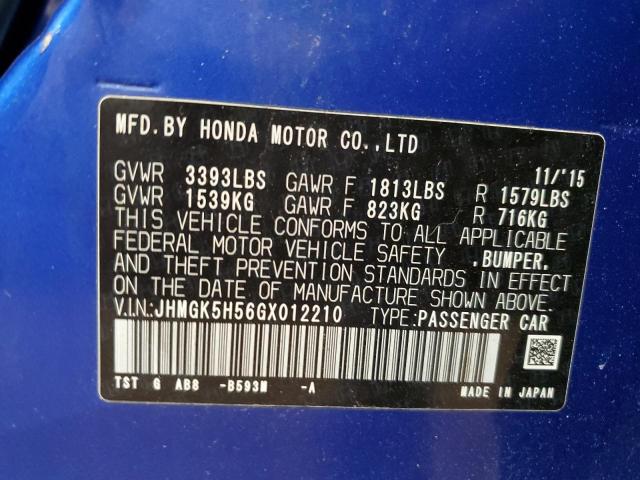 MFD.BY HONDA MOTOR CO.,LTD
11/'15
GVWR 3393LBS GAWR F 1813LBS R 1579LBS
GVWR 1539KG GAWR F 823KG R 716KG
THIS VEHICLE CONFORMS TO ALL APPLICABLE
FEDERAL MOTOR VEHICLE SAFETY ,BUMPER,
AND THEFT PREVENTION STANDARDS IN EFFECT
ON THE DATE OF MANUFACTURE SHOWN ABOVE.
V.I.N:JHMGK5H56GX012210 TYPE:PASSENGER CAR
TST G AB8 -B593M -A MADE IN JAPAN